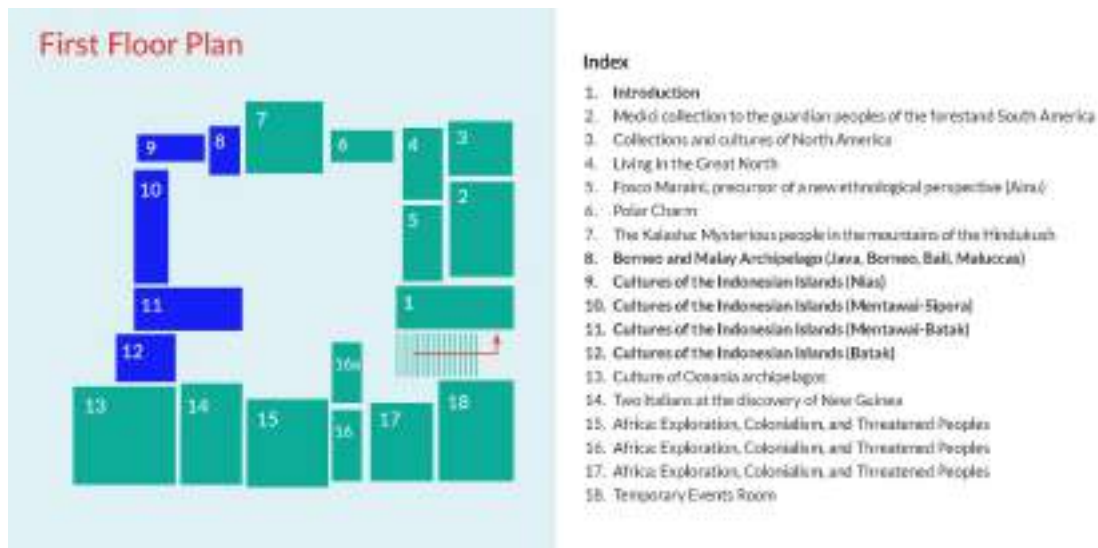 First Floor Plan
7
9
8
6
4
3
10
2
5
11
1
12
16a
13
14
15
16
17
18
Index
1. Introduction
2. Medici collection to the guardian peoples of the forestand South America
3. Collections and cultures of North America
4. Living in the Great North
5. Fosco Maraini, precursor of a new ethnological perspective (Ainu)
6. Polar Charm
7. The Kalasha: Mysterious people in the mountains of the Hindukush
8. Borneo and Malay Archipelago (Java, Borneo, Bali, Maluccas)
9. Cultures of the Indonesian Islands (Nias)
10. Cultures of the Indonesian Islands (Mentawai-Sipora)
11. Cultures of the Indonesian Islands (Mentawai-Batak)
12. Cultures of the Indonesian Islands (Batak)
13. Culture of Oceania archipelagos
14. Two Italians at the discovery of New Guinea
15. Africa: Exploration, Colonialism, and Threatened Peoples
16. Africa: Exploration, Colonialism, and Threatened Peoples
17. Africa: Exploration, Colonialism, and Threatened Peoples
18. Temporary Events Room